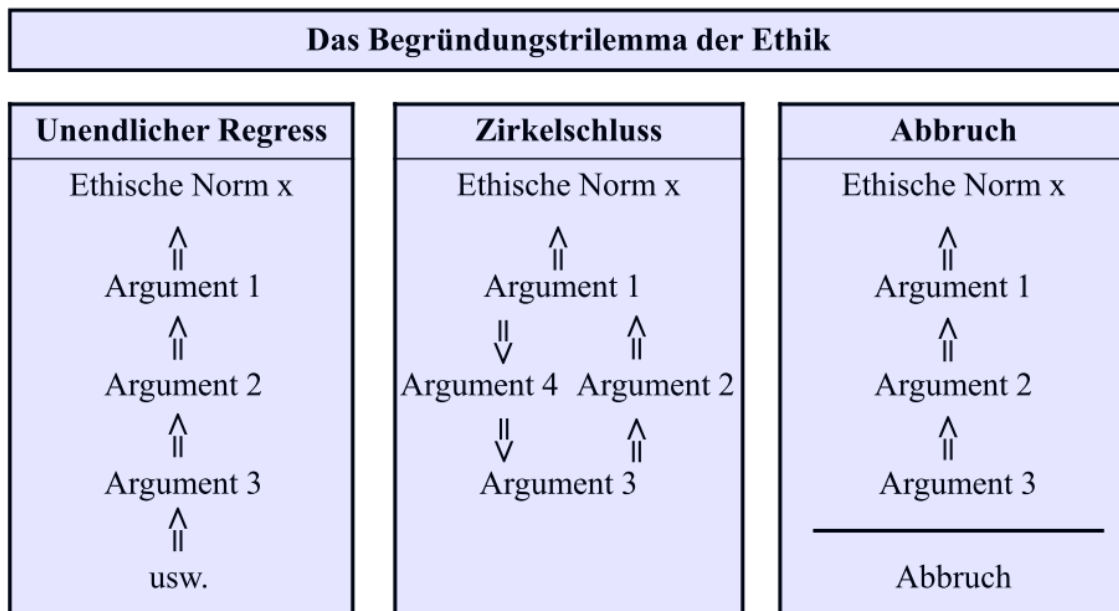 Das Begründungstrilemma der Ethik
Unendlicher Regress
Ethische Norm x
Argument 1
Argument 2
Argument 3
usw.
Zirkelschluss
Ethische Norm x
Argument 1
Argument 4 Argument 2
Argument 3
Abbruch
Ethische Norm x
Argument 1
Argument 2
Argument 3
Abbruch